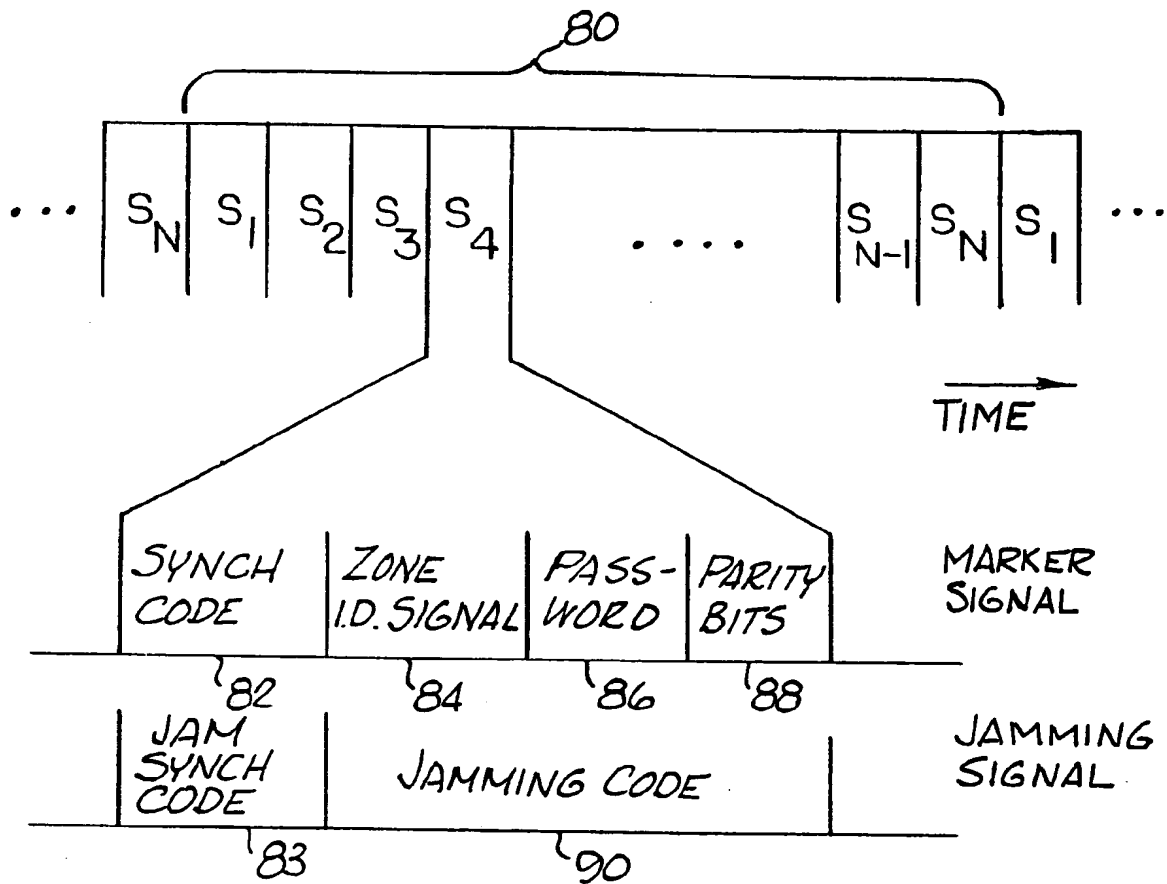 80
... S_N S_1 S_2 S_3 S_4 .... S_N-1 S_N S_1 ...
TIME
SYNCH CODE
ZONE I.D. SIGNAL
PASS-WORD
PARITY BITS
MARKER SIGNAL
82 84 86 88
JAM SYNCH CODE
JAMMING CODE
JAMMING SIGNAL
83 90